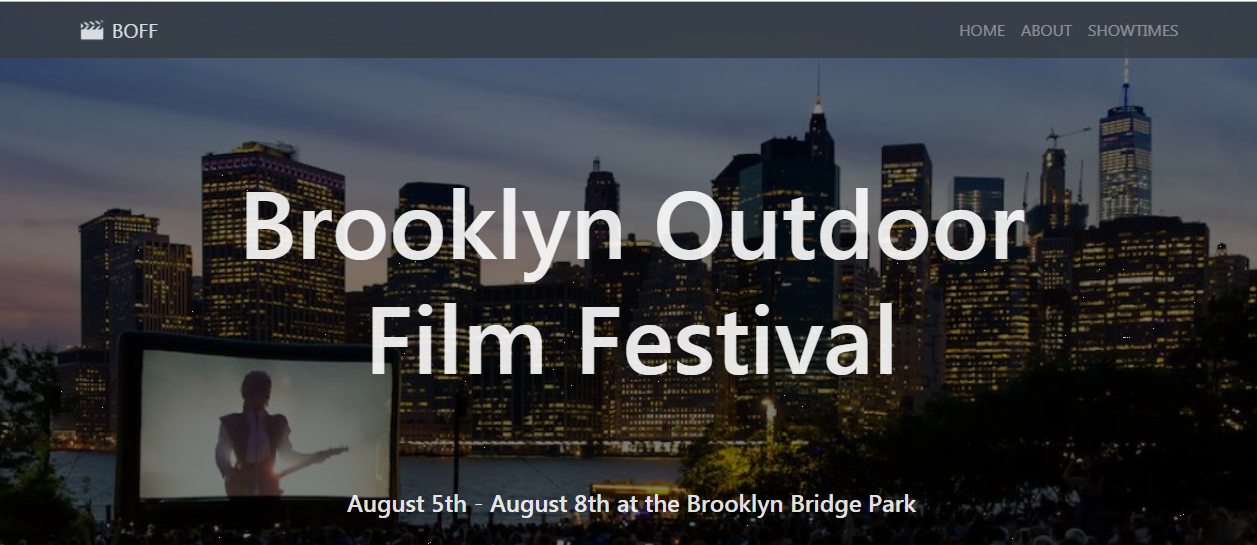 BOFF
HOME ABOUT SHOWTIMES
Brooklyn Outdoor
Film Festival
August 5th - August 8th at the Brooklyn Bridge Park